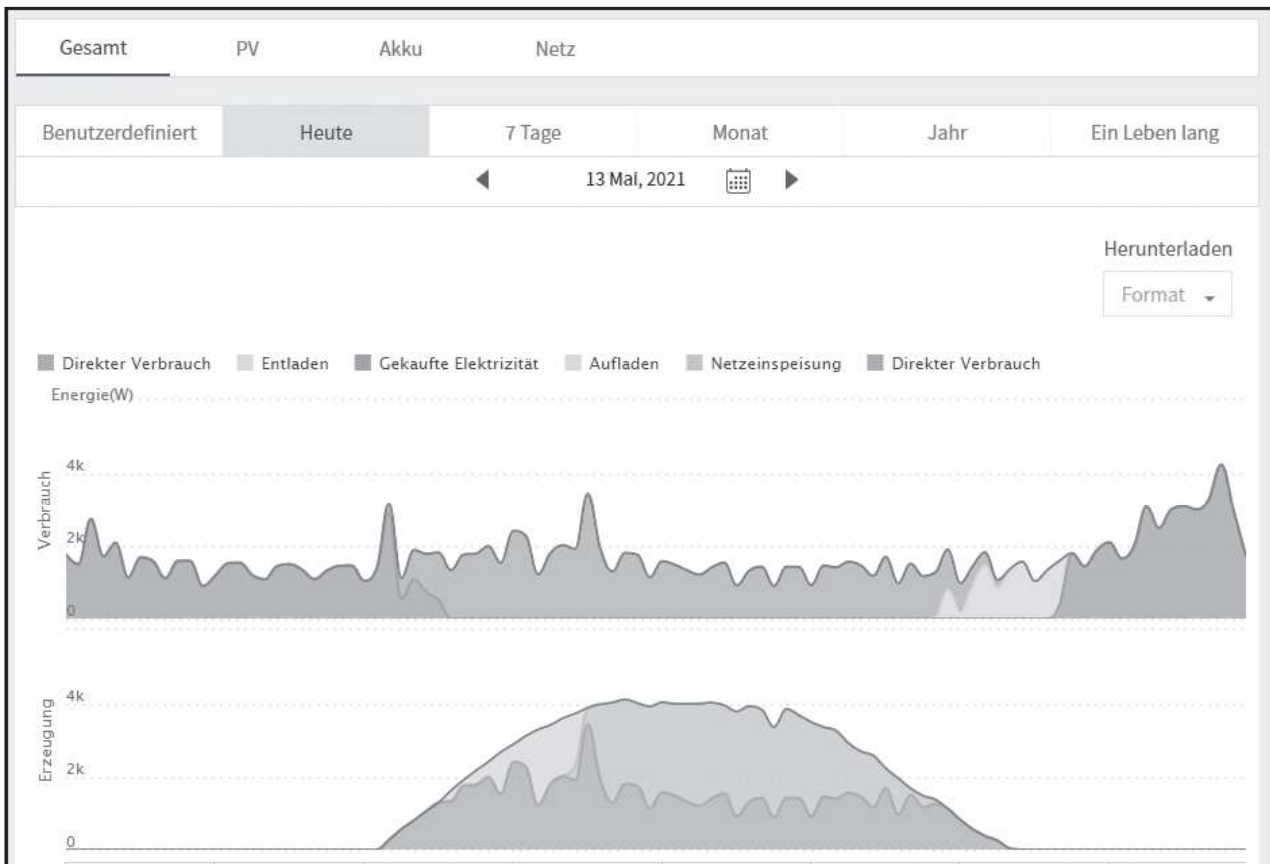 Gesamt PV Akku Netz
Benutzerdefiniert Heute 7 Tage Monat Jahr Ein Leben lang
13 Mai, 2021
Herunterladen
Format
Direkter Verbrauch Entladen Gekaufte Elektrizität Aufladen Netzeinspeisung Direkter Verbrauch
Energie(W)
Verbrauch
4k
2k
0
Erzeugung
4k
2k
0